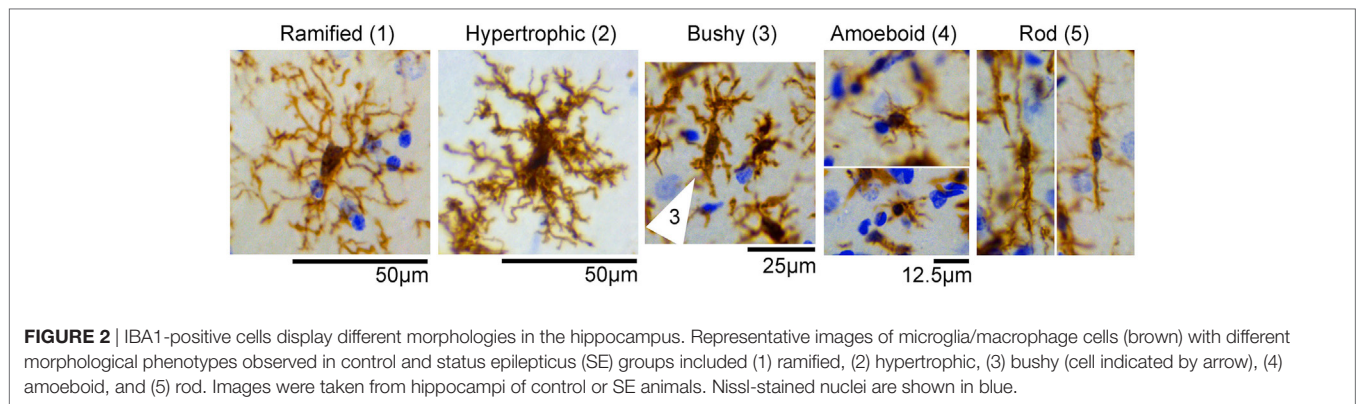 Ramified (1) Hypertrophic (2) Bushy (3) Amoeboid (4) Rod (5)
3
50µm 50µm 25µm 12.5µm
FIGURE 2 | IBA1-positive cells display different morphologies in the hippocampus. Representative images of microglia/macrophage cells (brown) with different
morphological phenotypes observed in control and status epilepticus (SE) groups included (1) ramified, (2) hypertrophic, (3) bushy (cell indicated by arrow), (4)
amoeboid, and (5) rod. Images were taken from hippocampi of control or SE animals. Nissl-stained nuclei are shown in blue.